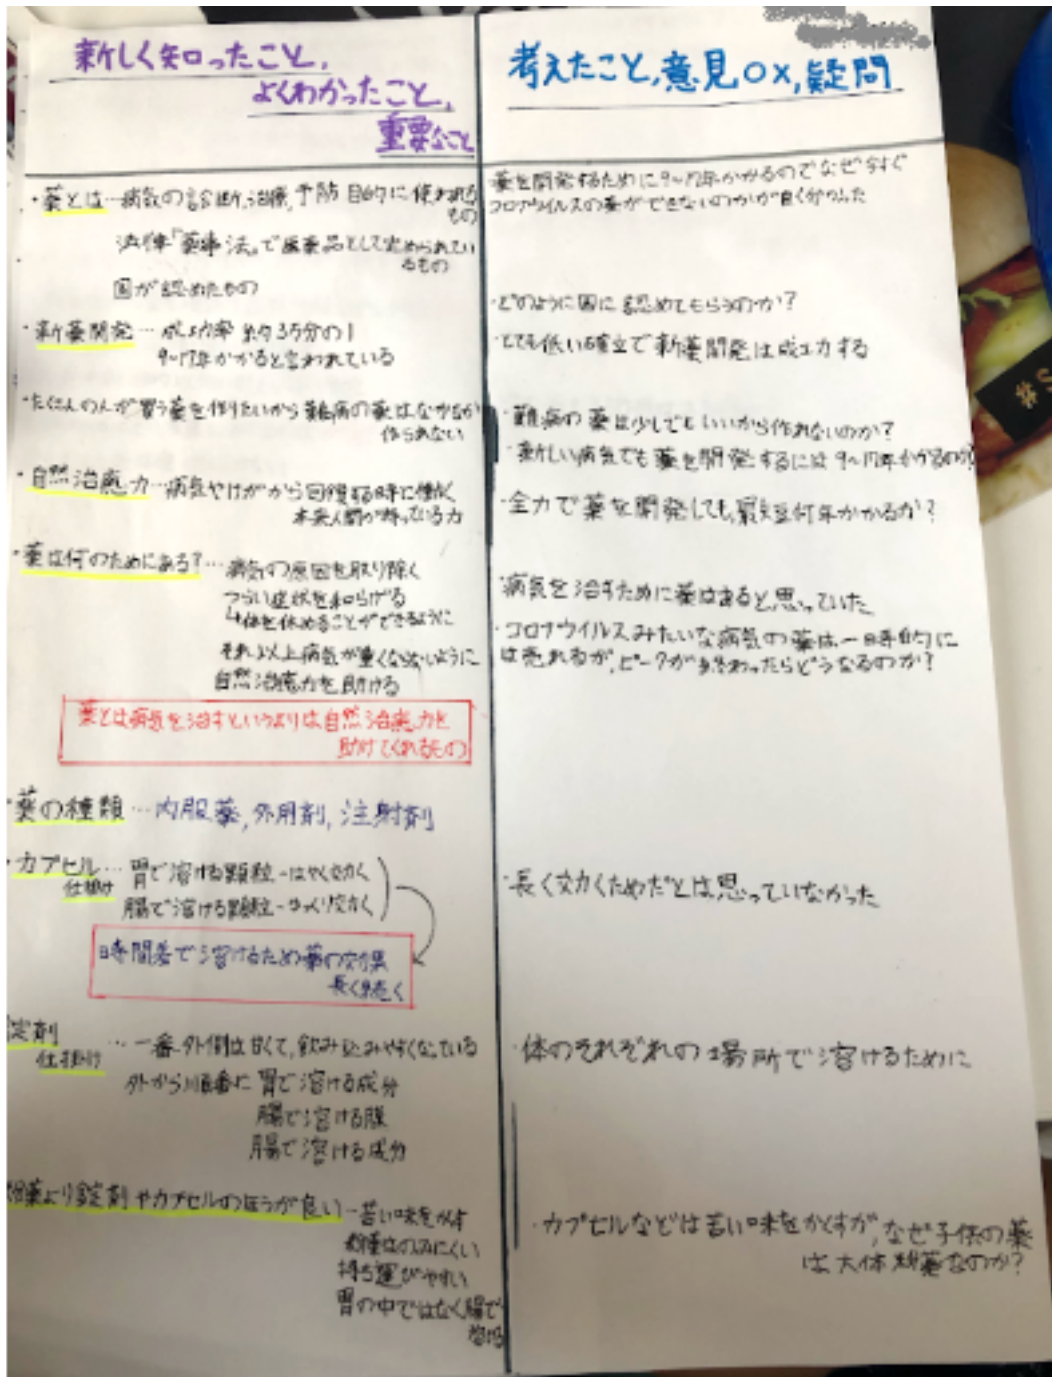 新しく知ったこと,
よくわかったこと,
重要なこと
・薬とは…病気の診断,治療,予防目的に使われる
もの
法律「薬事法」で医薬品として定められてい
るもの
国が認めたもの
・新薬開発… 成功率 約3.5分の1
9~17年かかると言われている
・たくさんの人が買う薬を作りたいから難病の薬はなかなか
作られない
・自然治癒力…病気やけがから回復する時に働く
本来人間が持っている力
・薬は何のためにある?… 病気の原因を取り除く
つらい症状を和らげる
↳体を休めることができるように
それ以上病気が重くならないように
自然治癒力を助ける
薬とは病気を治すというよりは自然治癒力を
助けてくれるもの
・薬の種類…内服薬,外用剤,注射剤
・カプセル… 胃で溶ける顆粒-はやく効く
仕掛け
腸で溶ける顆粒-ゆっくり効く
時間差で溶けるため薬の効果
長く続く
錠剤
仕掛け
… 一番外側は甘くて,飲み込みやすくなっている
外から順番に 胃で溶ける成分
腸で溶ける膜
腸で溶ける成分
粉薬より錠剤やカプセルのほうが良い-苦い味をかくす
粉薬はのみにくい
持ち運びやすい
胃の中ではなく腸で
溶ける
考えたこと,意見○×,疑問
薬を開発するために9~17年かかるのでなぜ今すぐ
コロナウイルスの薬ができないのかが良く分かった
・どのように国に認めてもらうのか?
・とても低い確立で新薬開発は成功する
・難病の薬は少しでもいいから作れないのか?
・新しい病気でも薬を開発するには9~17年かかるのか?
・全力で薬を開発しても,最短何年かかるか?
・病気を治すために薬はあると思っていた
・コロナウイルスみたいな病気の薬は一時的に
は売れるが,ピークが終わったらどうなるのか?
・長く効くためだとは思っていなかった
・体のそれぞれの場所で溶けるために
・カプセルなどは苦い味をかくすが,なぜ子供の薬
は大体粉薬なのか?